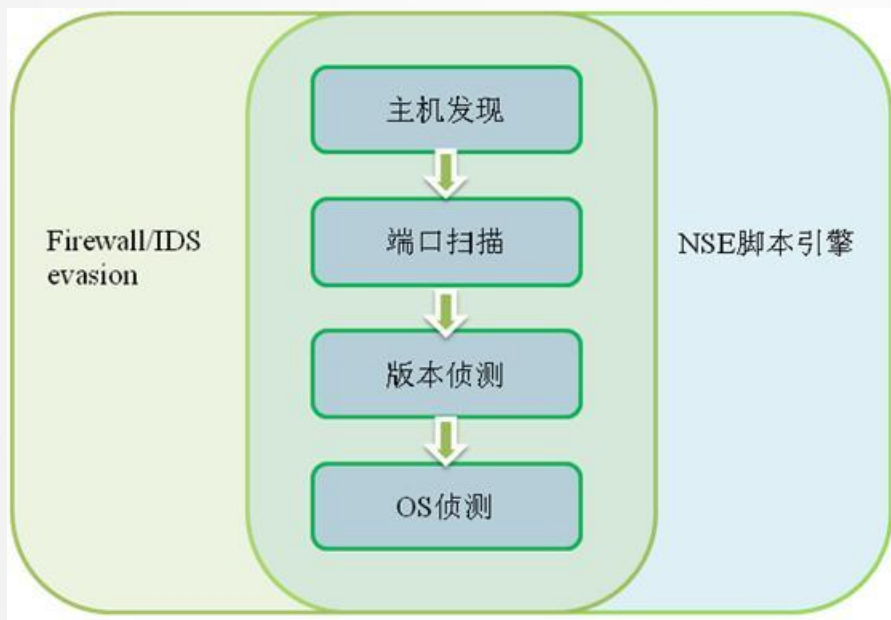 主机发现
端口扫描
Firewall/IDS
evasion
NSE脚本引擎
版本侦测
OS侦测